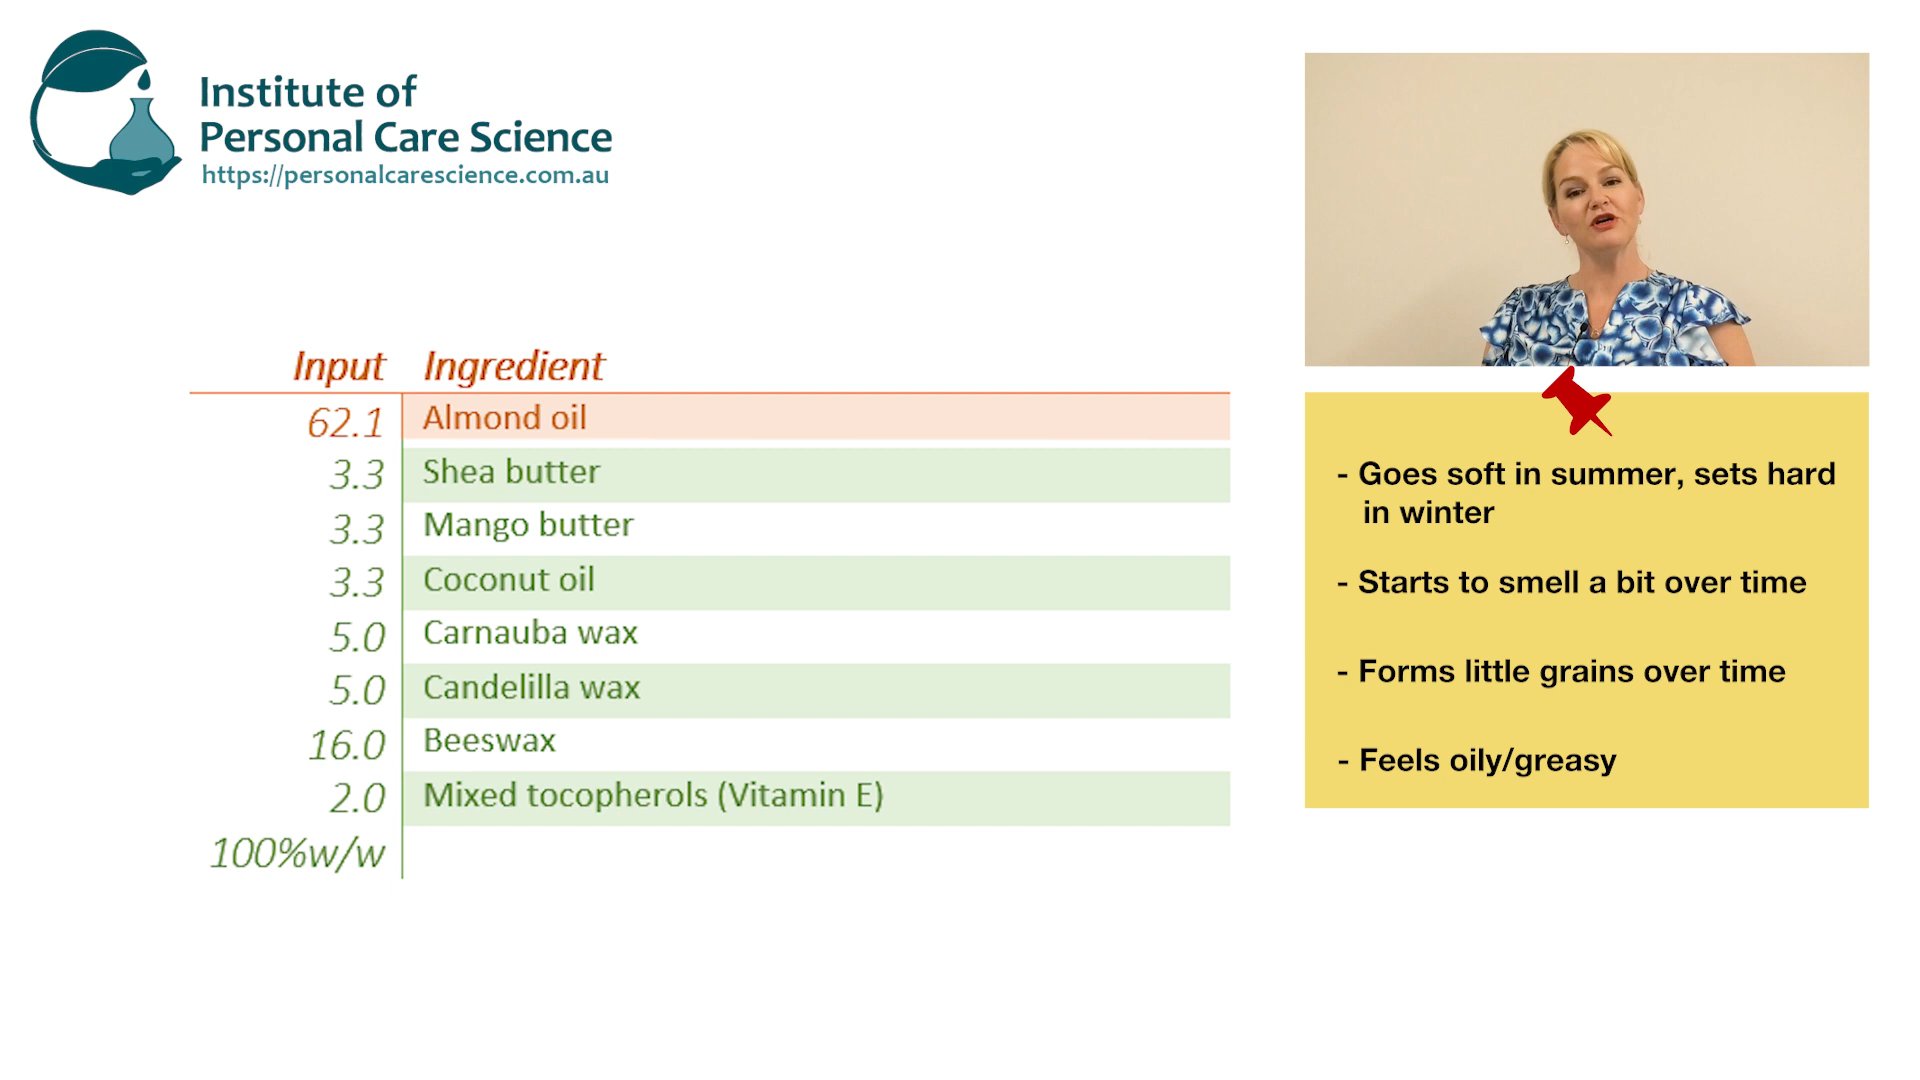 Institute of
Personal Care Science
https://personalcarescience.com.au
Input Ingredient
62.1 Almond oil
3.3 Shea butter
3.3 Mango butter
3.3 Coconut oil
5.0 Carnauba wax
5.0 Candelilla wax
16.0 Beeswax
2.0 Mixed tocopherols (Vitamin E)
100%w/w
- Goes soft in summer, sets hard
in winter
- Starts to smell a bit over time
- Forms little grains over time
- Feels oily/greasy